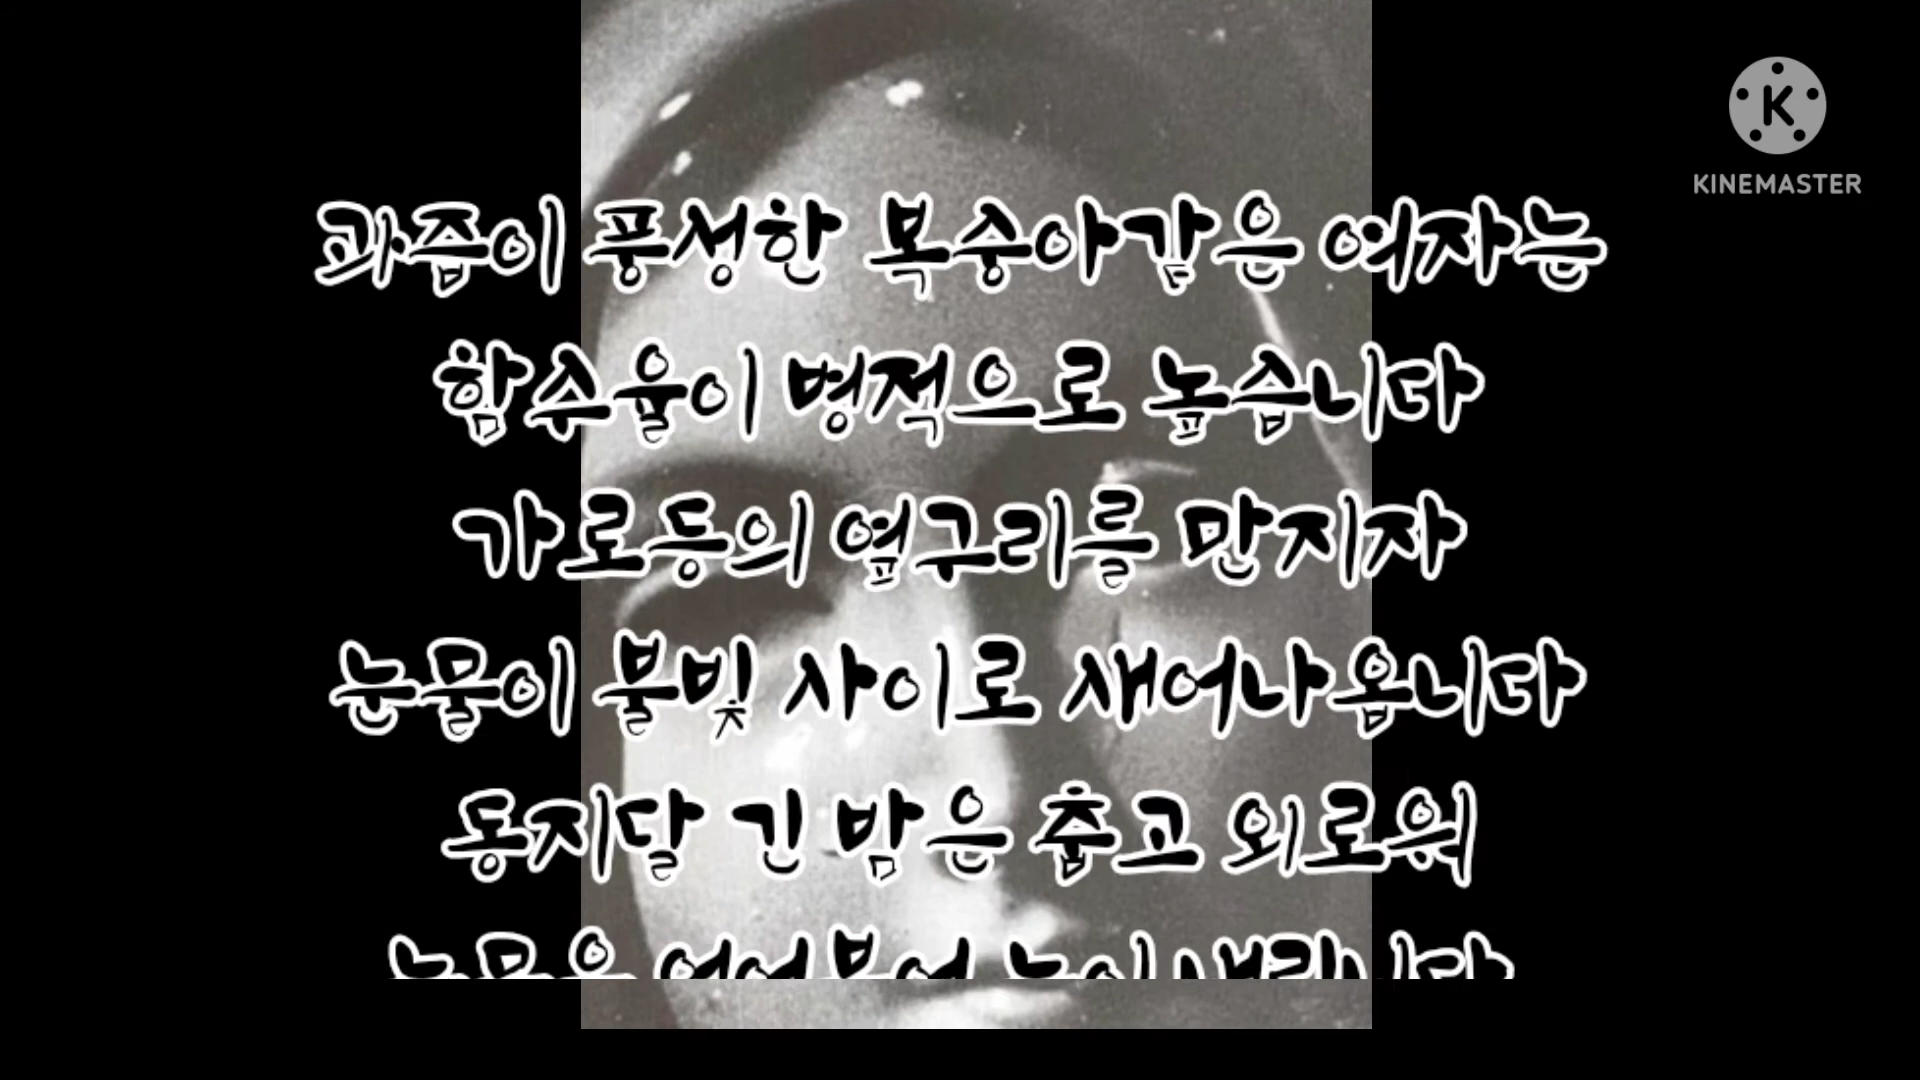 KINEMASTER
과즙이 풍성한 복숭아같은 여자는
함수율이 병적으로 높습니다
가로등의 옆구리를 만지자
눈물이 불빛 사이로 새어나옵니다
동지달 긴 밤은 춥고 외로워